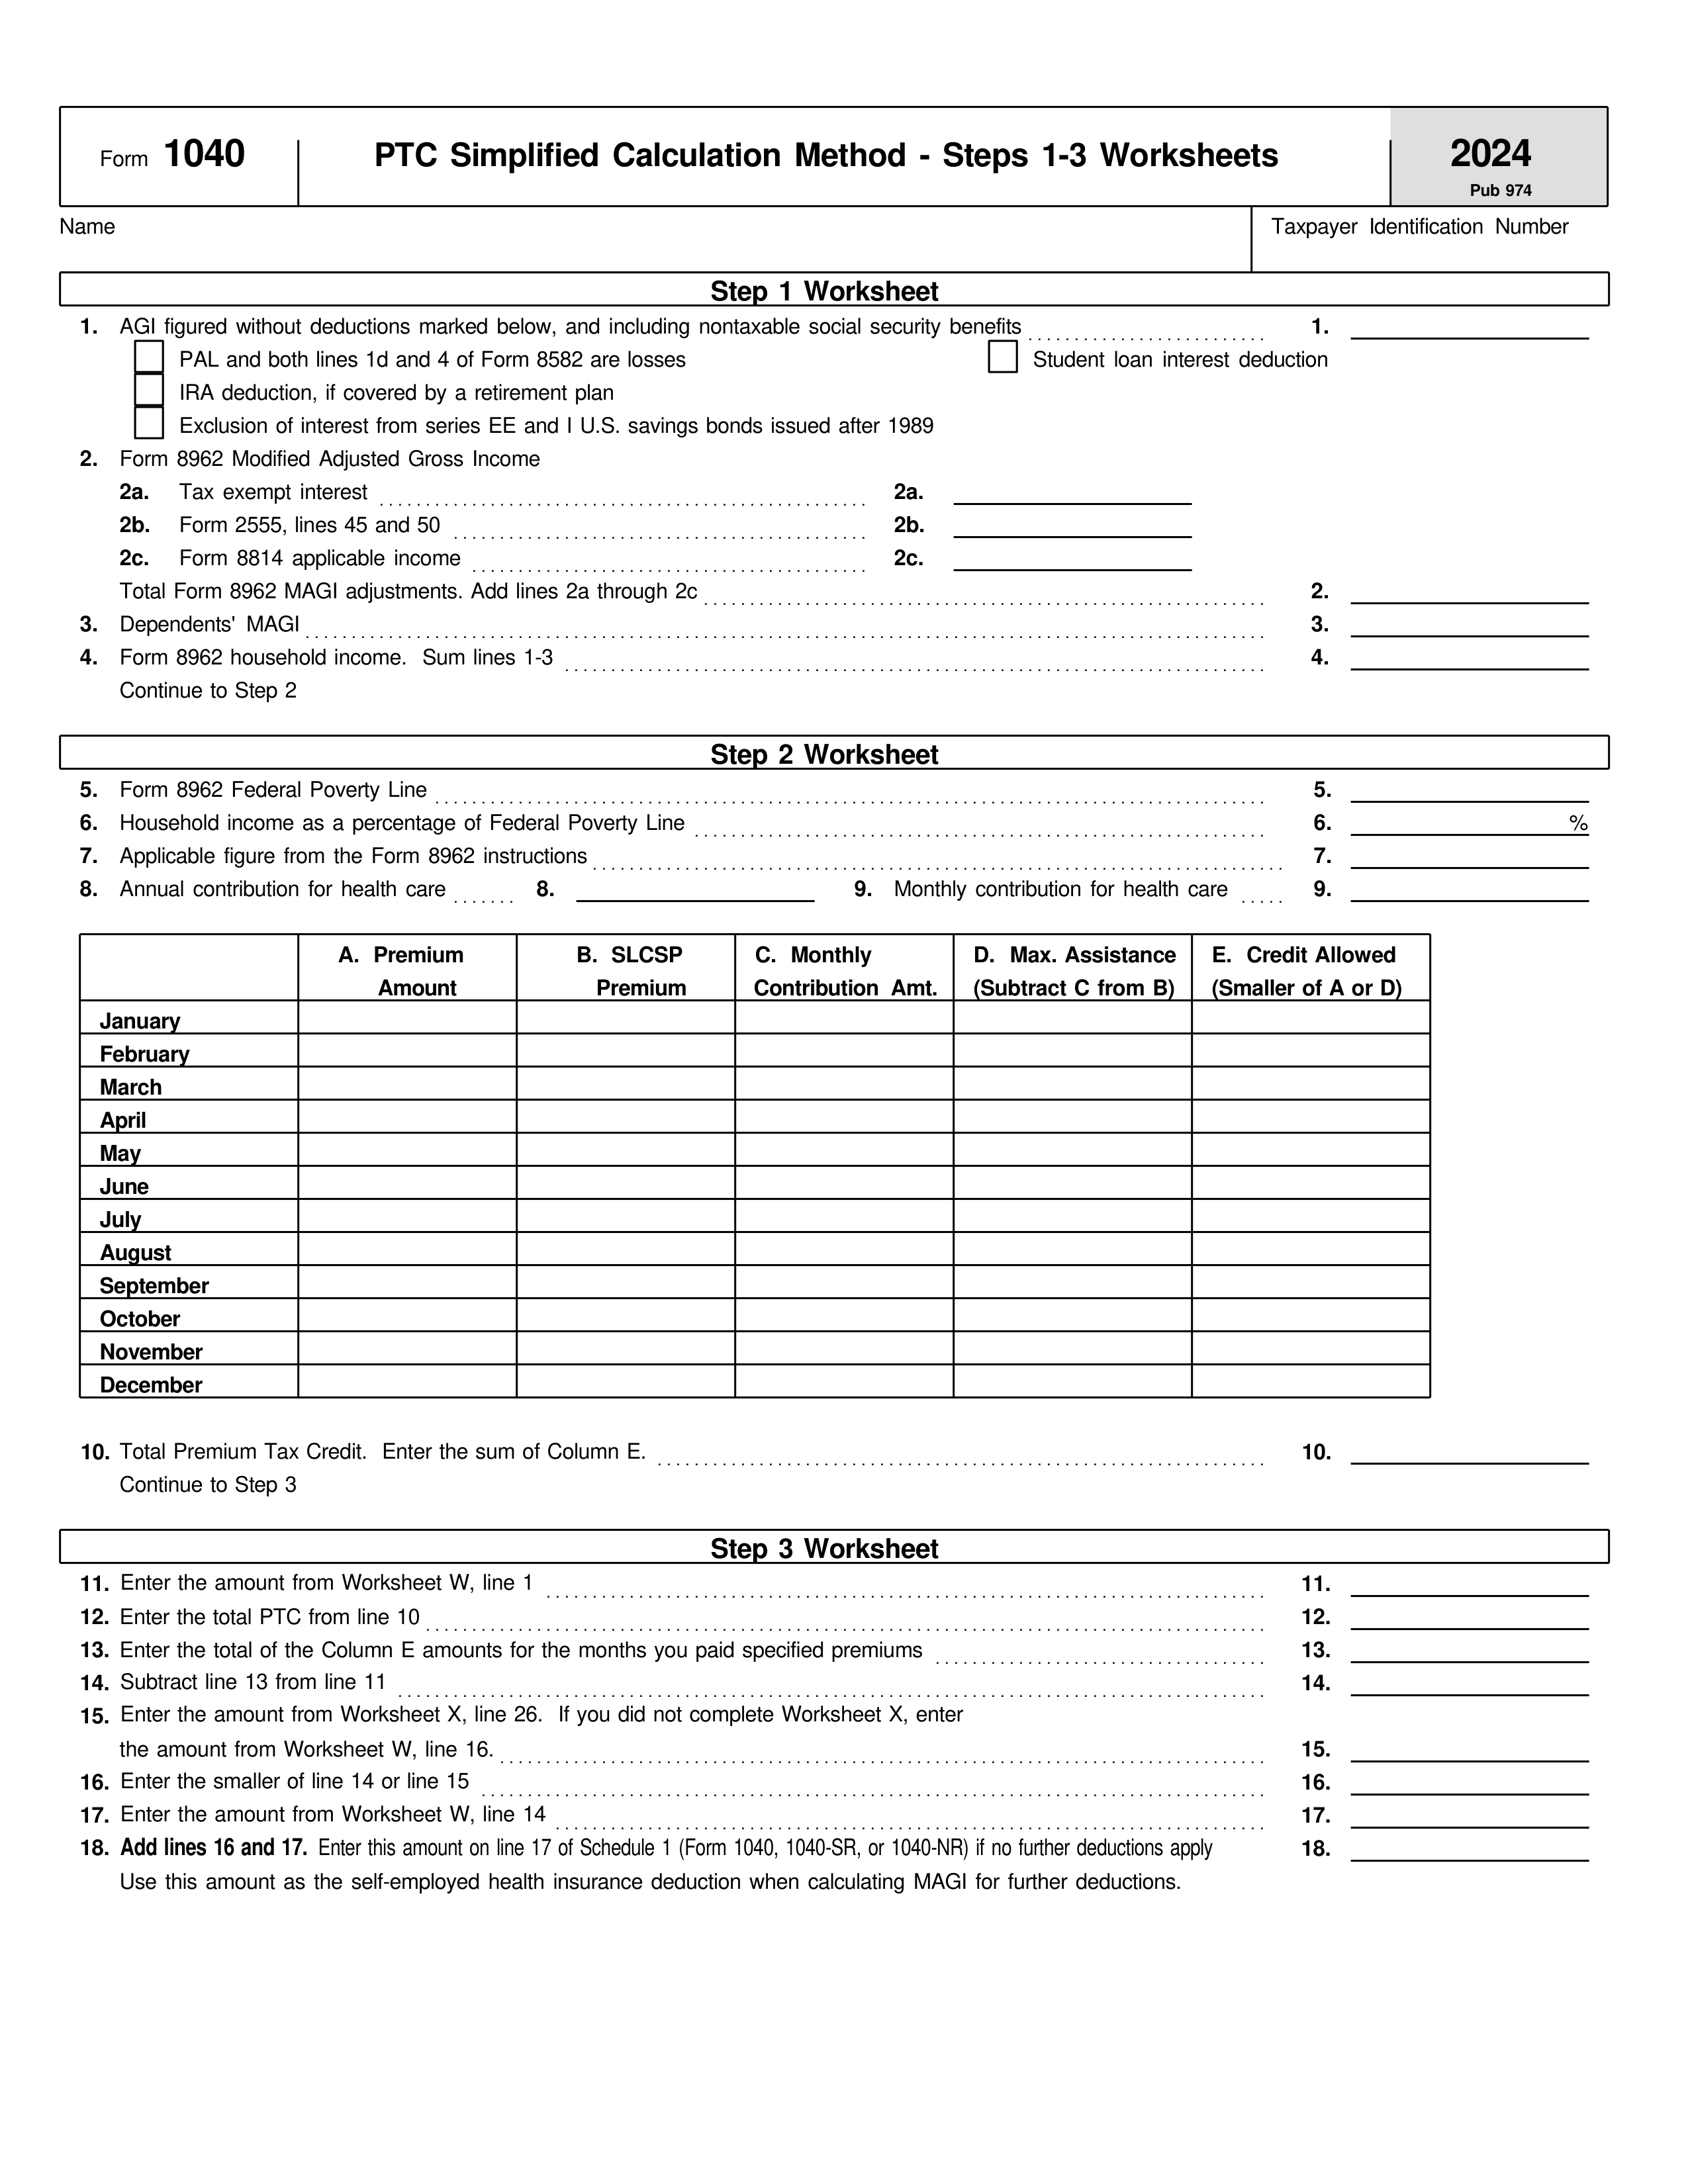 Form 1040 PTC Simplified Calculation Method - Steps 1-3 Worksheets 2024
Pub 974
Name Taxpayer Identification Number
Step 1 Worksheet
1. AGI figured without deductions marked below, and including nontaxable social security benefits 1.
PAL and both lines 1d and 4 of Form 8582 are losses Student loan interest deduction
IRA deduction, if covered by a retirement plan
Exclusion of interest from series EE and I U.S. savings bonds issued after 1989
2. Form 8962 Modified Adjusted Gross Income
2a. Tax exempt interest 2a.
2b. Form 2555, lines 45 and 50 2b.
2c. Form 8814 applicable income 2c.
Total Form 8962 MAGI adjustments. Add lines 2a through 2c 2.
3. Dependents' MAGI 3.
4. Form 8962 household income. Sum lines 1-3 4.
Continue to Step 2
Step 2 Worksheet
5. Form 8962 Federal Poverty Line 5.
6. Household income as a percentage of Federal Poverty Line 6. %
7. Applicable figure from the Form 8962 instructions 7.
8. Annual contribution for health care 8. 9. Monthly contribution for health care 9.
A. Premium B. SLCSP C. Monthly D. Max. Assistance E. Credit Allowed
Amount Premium Contribution Amt. (Subtract C from B) (Smaller of A or D)
January
February
March
April
May
June
July
August
September
October
November
December
10. Total Premium Tax Credit. Enter the sum of Column E. 10.
Continue to Step 3
Step 3 Worksheet
11. Enter the amount from Worksheet W, line 1 11.
12. Enter the total PTC from line 10 12.
13. Enter the total of the Column E amounts for the months you paid specified premiums 13.
14. Subtract line 13 from line 11 14.
15. Enter the amount from Worksheet X, line 26. If you did not complete Worksheet X, enter
the amount from Worksheet W, line 16. 15.
16. Enter the smaller of line 14 or line 15 16.
17. Enter the amount from Worksheet W, line 14 17.
18. Add lines 16 and 17. Enter this amount on line 17 of Schedule 1 (Form 1040, 1040-SR, or 1040-NR) if no further deductions apply 18.
Use this amount as the self-employed health insurance deduction when calculating MAGI for further deductions.